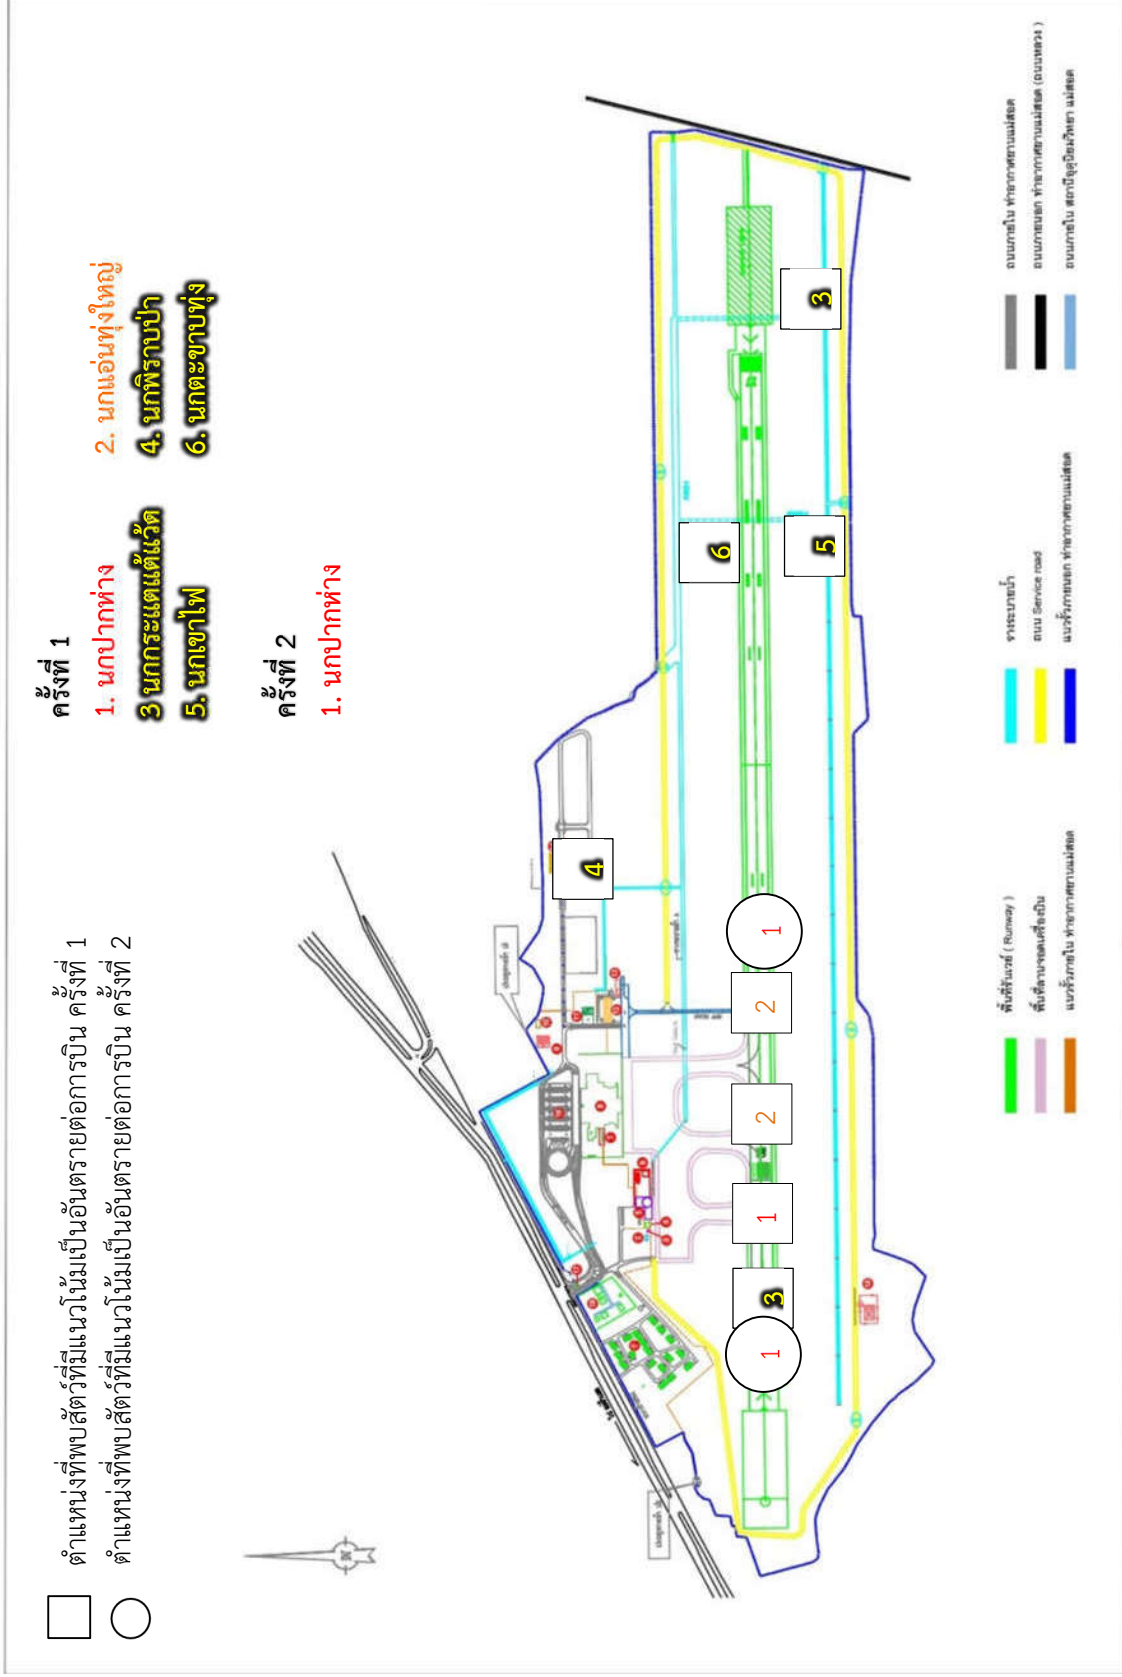 ตำแหน่งที่พบสัตว์ที่มีแนวโน้มเป็นอันตรายต่อการบิน ครั้งที่ 1
ตำแหน่งที่พบสัตว์ที่มีแนวโน้มเป็นอันตรายต่อการบิน ครั้งที่ 2
ครั้งที่ 1
1. นกปากห่าง 2. นกแอ่นทุ่งใหญ่
3 นกกระแตแต้แว้ด 4. นกพิราบป่า
5. นกเขาไฟ 6. นกตะขาบทุ่ง
ครั้งที่ 2
1. นกปากห่าง
N
4
6
3
1
3
1
2
2
1
5
3
พื้นที่รันเวย์ ( Runway )
พื้นที่ลานจอดเครื่องบิน
แนวรั้วภายใน ท่าอากาศยานแม่สอด
รางระบายน้ำ
ถนน Service road
แนวรั้วภายนอก ท่าอากาศยานแม่สอด
ถนนภายใน ท่าอากาศยานแม่สอด
ถนนภายนอก ท่าอากาศยานแม่สอด (ถนนหลวง )
ถนนภายใน สถานีอุตุนิยมวิทยา แม่สอด